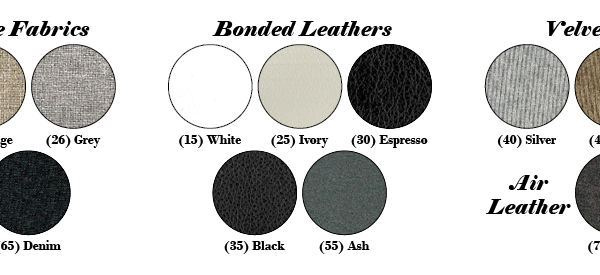 e Fabrics
Bonded Leathers
Velve
ge
(26) Grey
(15) White
(25) Ivory
(30) Espresso
(40) Silver
(4
Air
Leather
65) Denim
(35) Black
(55) Ash
(7